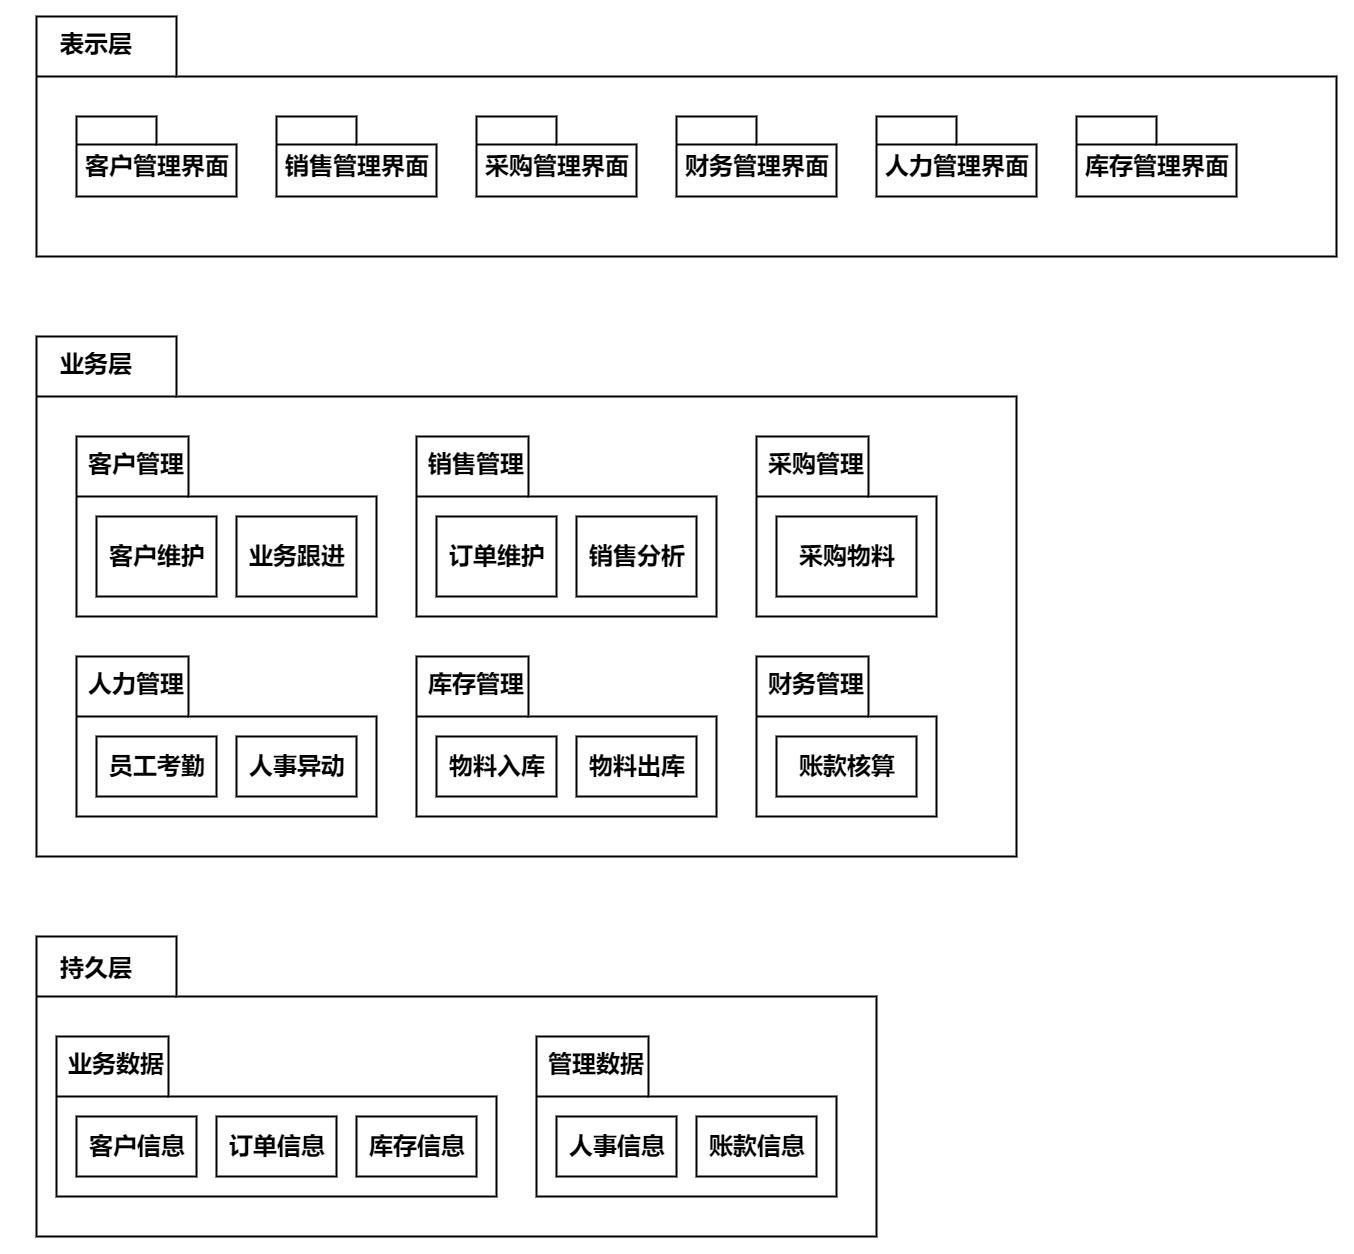 表示层
客户管理界面
销售管理界面
采购管理界面
财务管理界面
人力管理界面
库存管理界面
业务层
客户管理
客户维护
业务跟进
销售管理
订单维护
销售分析
采购管理
采购物料
人力管理
员工考勤
人事异动
库存管理
物料入库
物料出库
财务管理
账款核算
持久层
业务数据
客户信息
订单信息
库存信息
管理数据
人事信息
账款信息